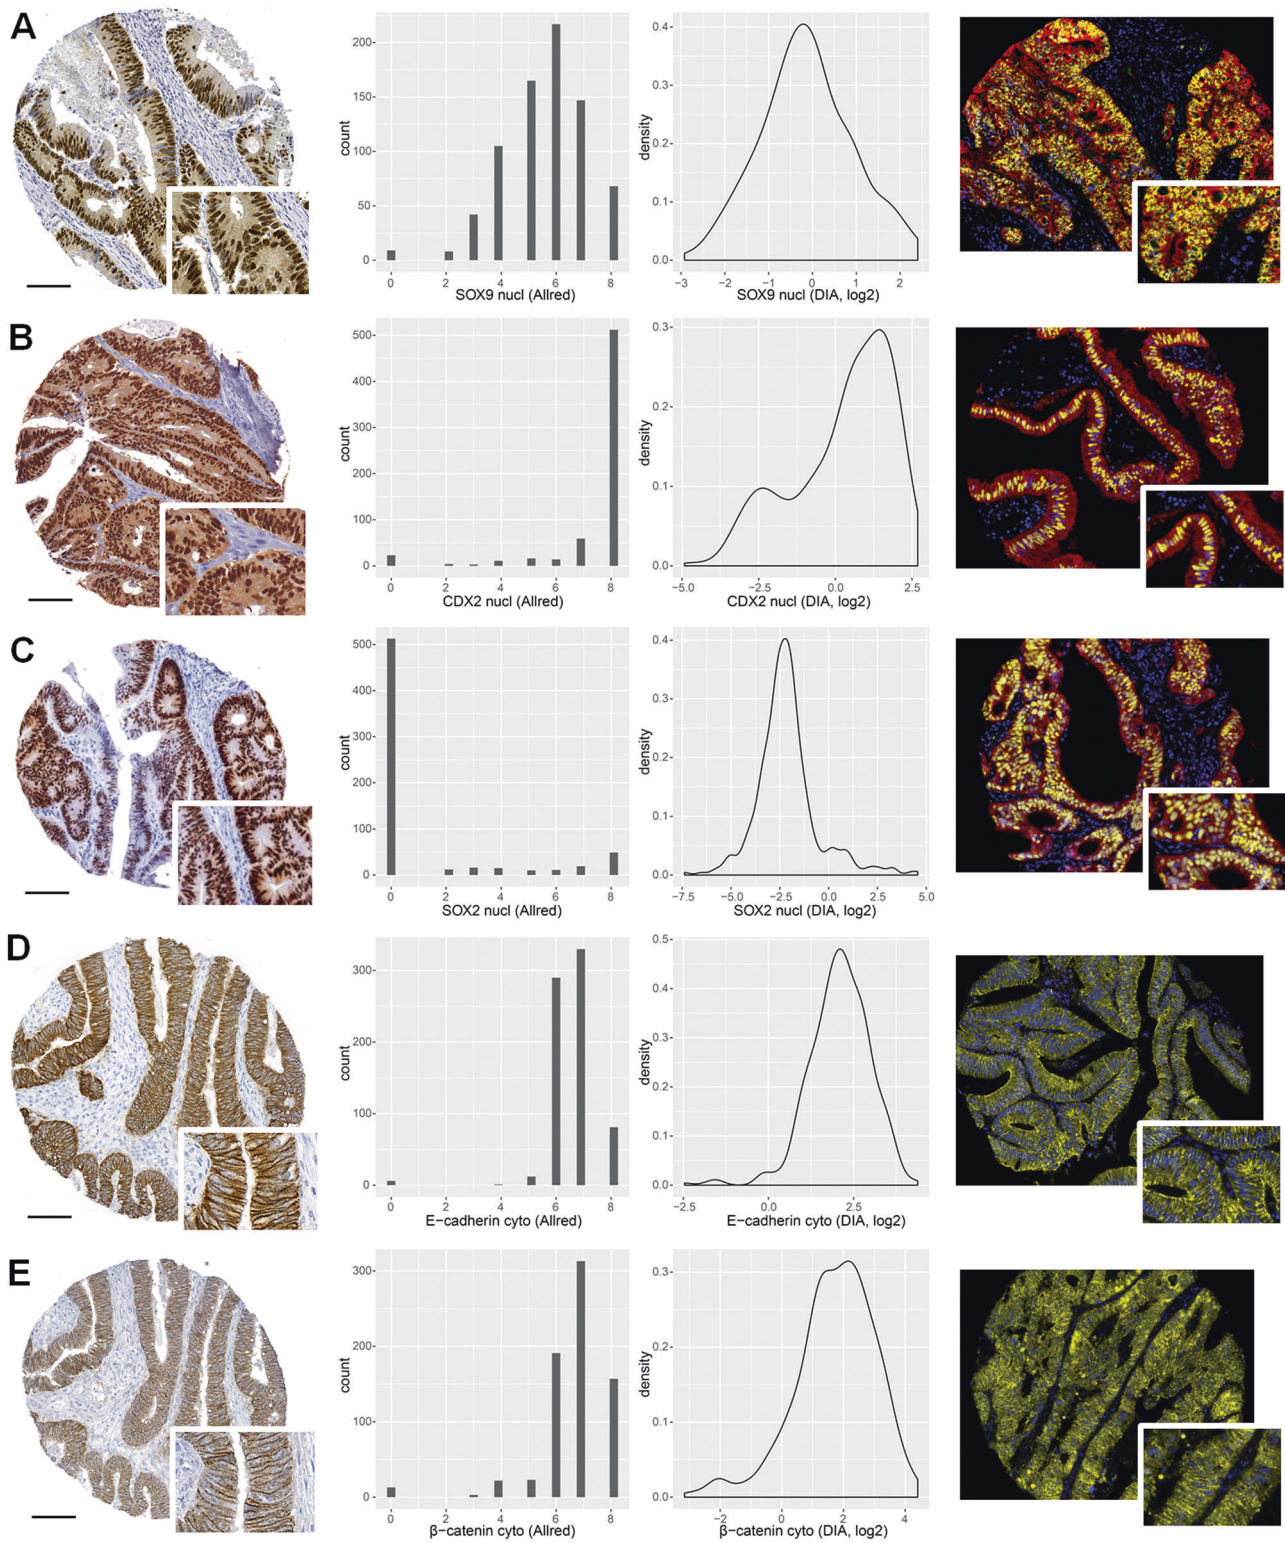 A
count
200
150
100
50
0
0 2 4 6 8
SOX9 nucl (Allred)
density
0.4
0.3
0.2
0.1
0.0
−3 −2 −1 0 1 2
SOX9 nucl (DIA, log2)
B
count
500
400
300
200
100
0
0 2 4 6 8
CDX2 nucl (Allred)
density
0.3
0.2
0.1
0.0
−5.0 −2.5 0.0 2.5
CDX2 nucl (DIA, log2)
C
count
500
400
300
200
100
0
0 2 4 6 8
SOX2 nucl (Allred)
density
0.4
0.3
0.2
0.1
0.0
−7.5 −5.0 −2.5 0.0 2.5 5.0
SOX2 nucl (DIA, log2)
D
count
300
200
100
0
0 2 4 6 8
E−cadherin cyto (Allred)
density
0.5
0.4
0.3
0.2
0.1
0.0
−2.5 0.0 2.5
E−cadherin cyto (DIA, log2)
E
count
300
200
100
0
0 2 4 6 8
β−catenin cyto (Allred)
density
0.3
0.2
0.1
0.0
−2 0 2 4
β−catenin cyto (DIA, log2)